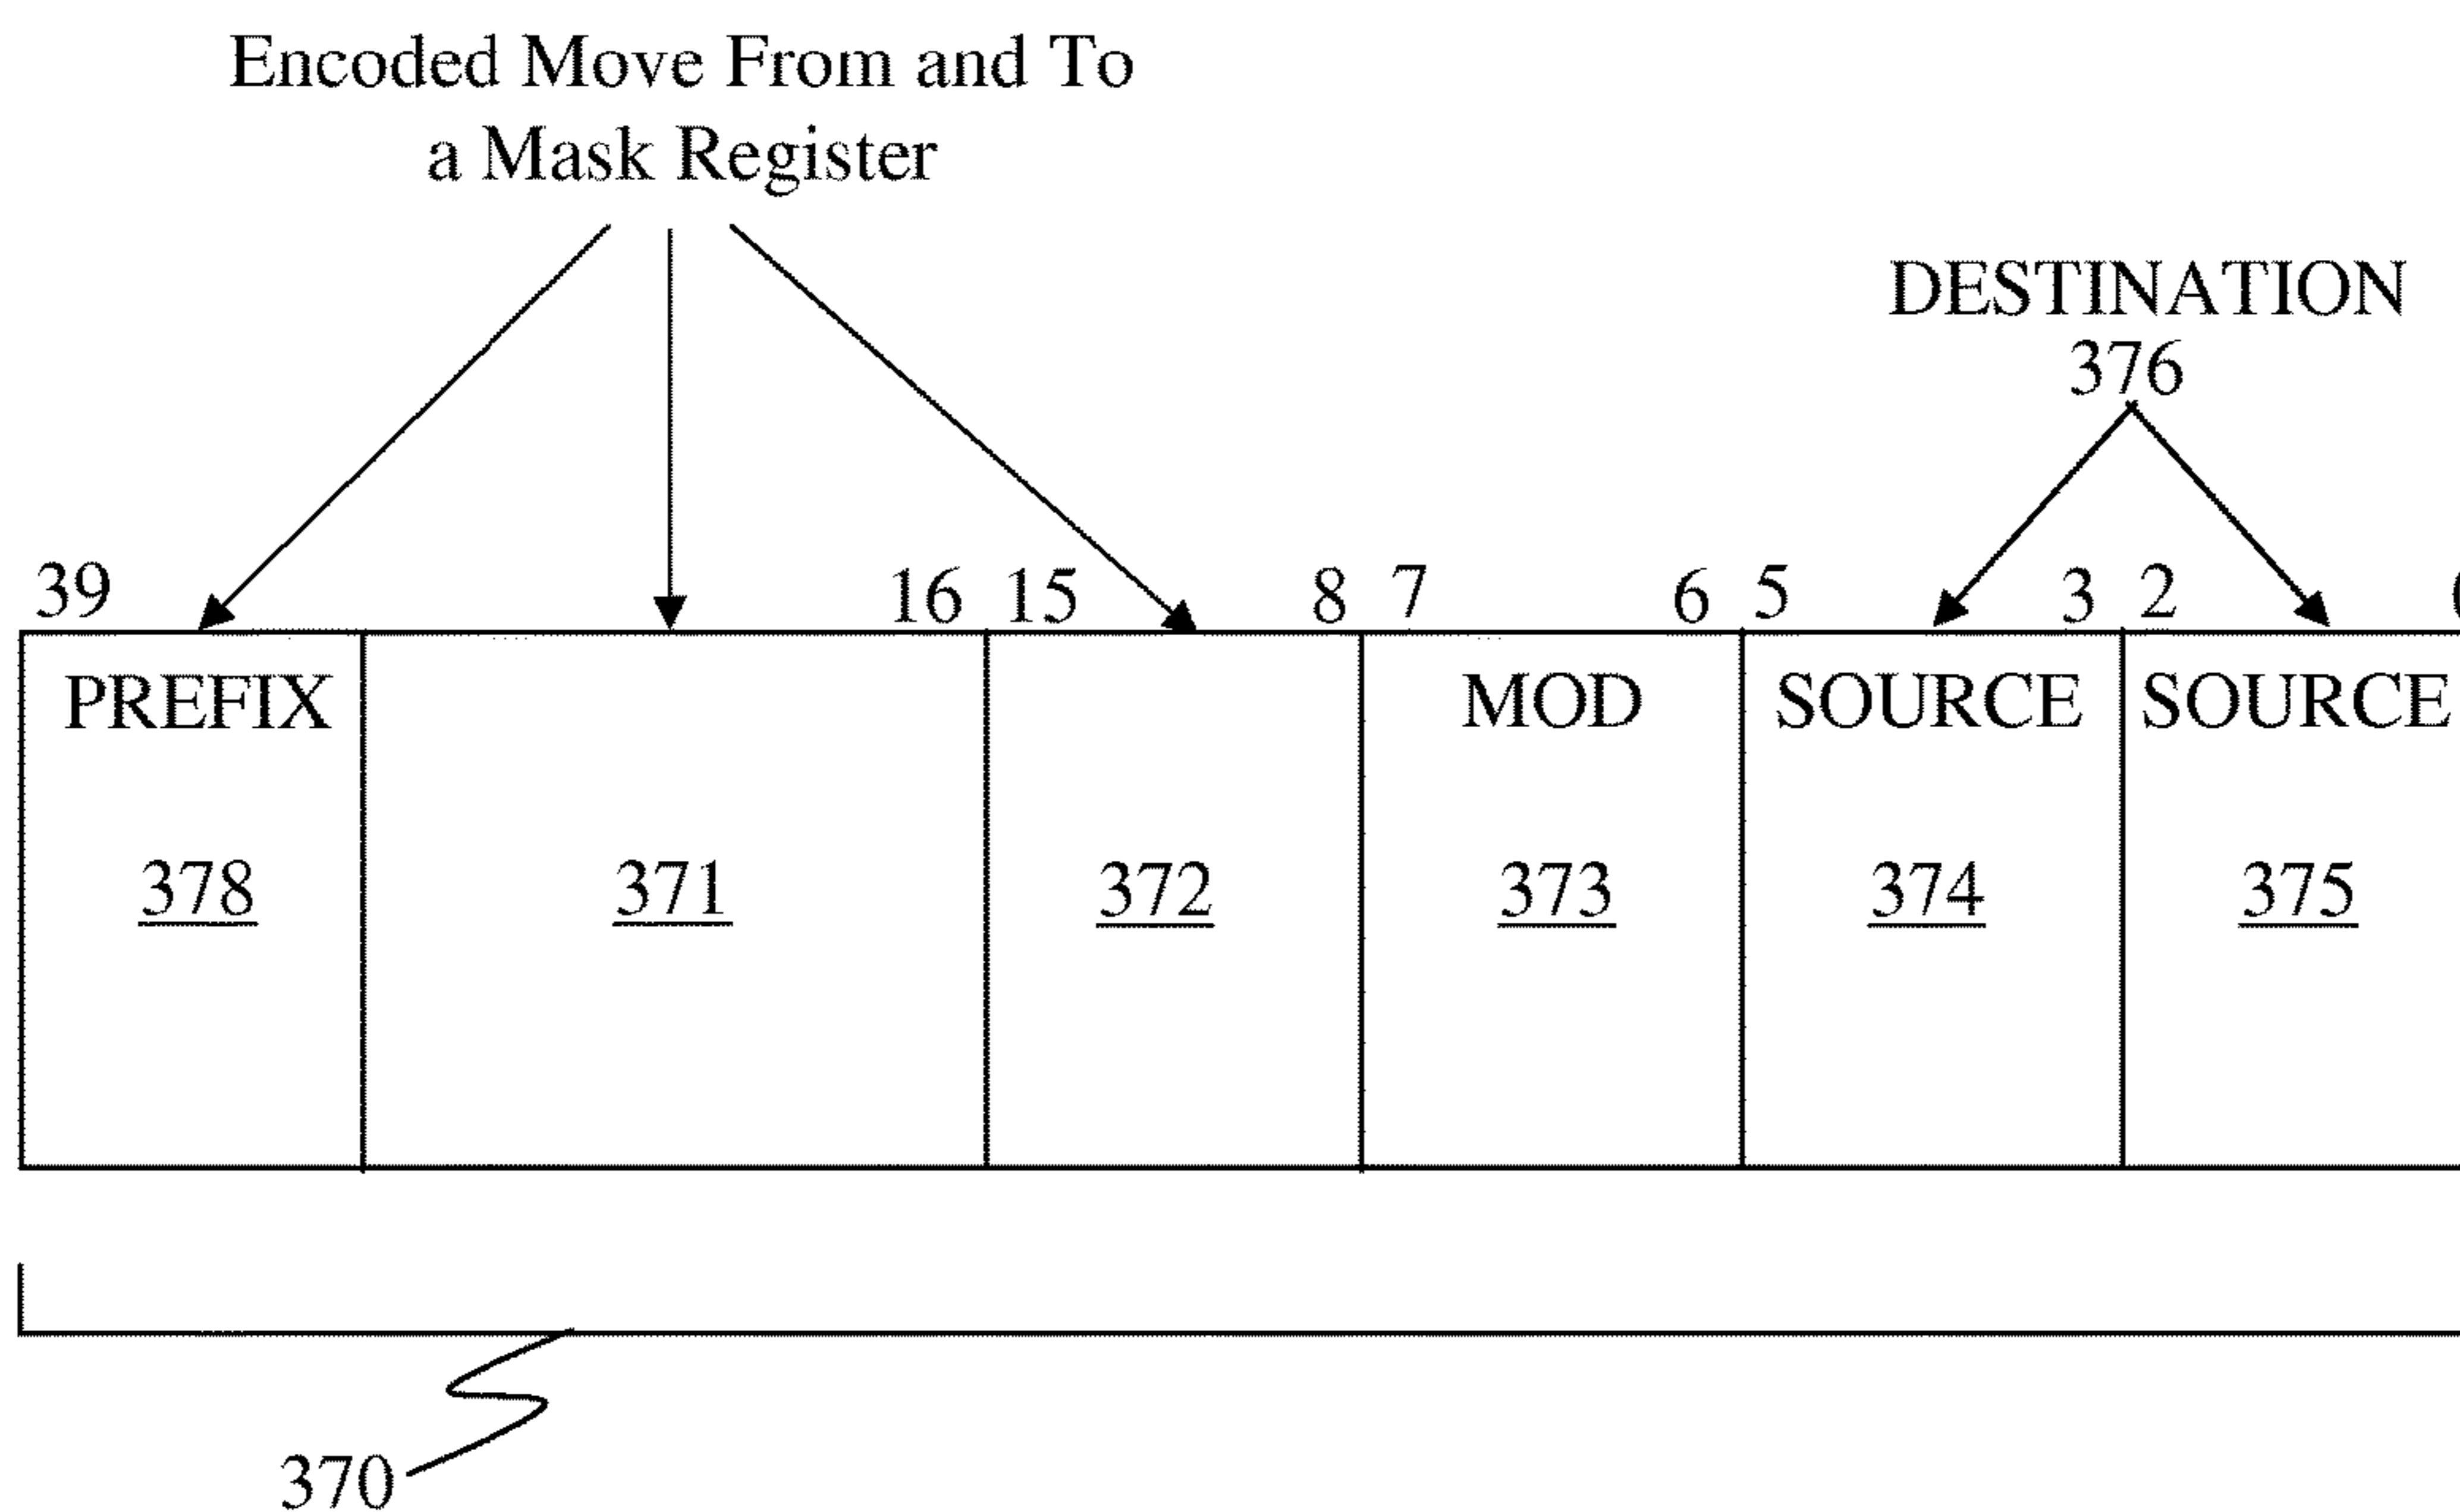 Encoded Move From and To
a Mask Register
DESTINATION
376
39 16 15 8 7 6 5 3 2
PREFIX MOD SOURCE SOURCE
378 371 372 373 374 375
370